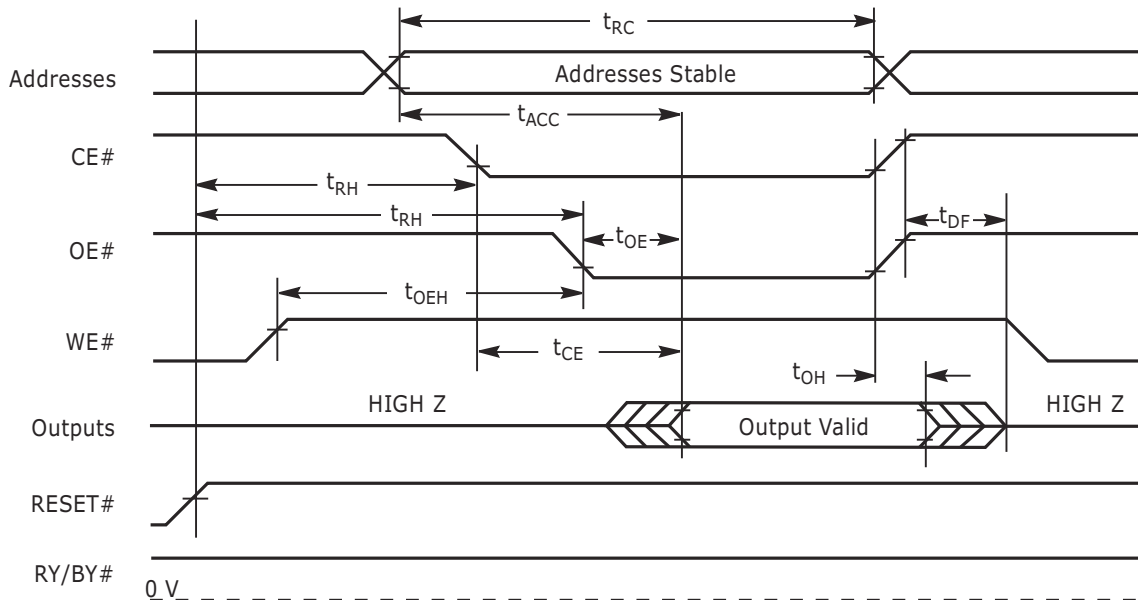 tRC
Addresses
Addresses Stable
tACC
CE#
tRH
tRH
tDF
OE#
tOE
tOEH
WE#
tCE
tOH
HIGH Z
HIGH Z
Outputs
Output Valid
RESET#
RY/BY#
0 V